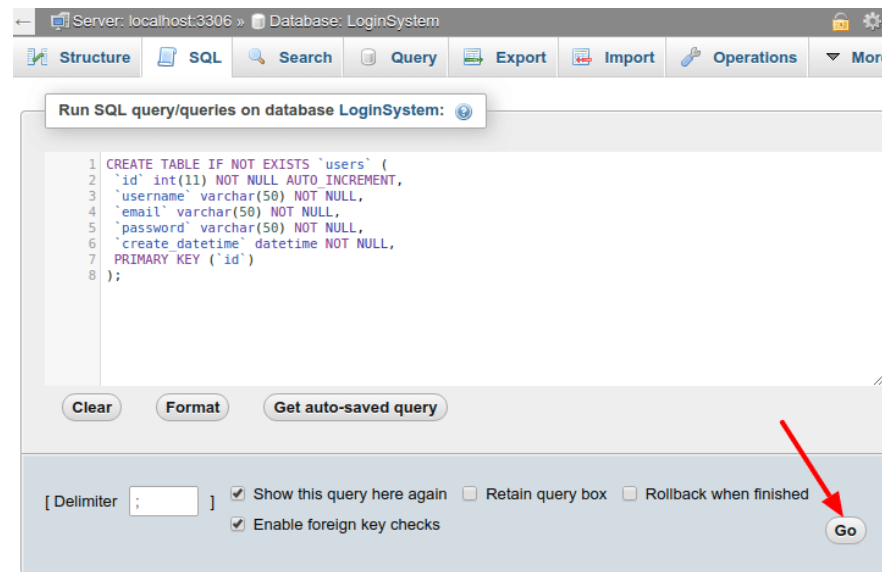 ← Server: localhost:3306 » Database: LoginSystem
Structure SQL Search Query Export Import Operations
Run SQL query/queries on database LoginSystem:
1 CREATE TABLE IF NOT EXISTS `users` (
2 `id` int(11) NOT NULL AUTO_INCREMENT,
3 `username` varchar(50) NOT NULL,
4 `email` varchar(50) NOT NULL,
5 `password` varchar(50) NOT NULL,
6 `create_datetime` datetime NOT NULL,
7 PRIMARY KEY (`id`)
8 );
Clear Format Get auto-saved query
[ Delimiter ; ] Show this query here again Retain query box Rollback when finished
Enable foreign key checks
Go